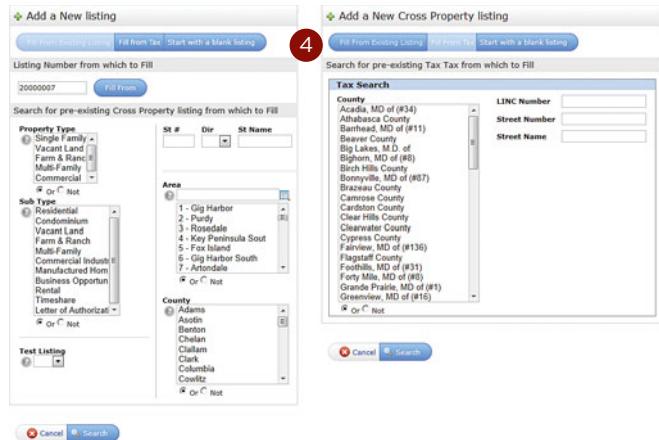 Add a New listing
Fill From Existing Listing Fill from Tax Start with a blank listing
Listing Number from which to Fill
20000007 Fill From
Search for pre-existing Cross Property listing from which to Fill
Property Type
Single Family
Vacant Land
Farm & Ranc
Multi-Family
Commercial
Or Not
Sub Type
Residential
Condominium
Vacant Land
Farm & Ranch
Multi-Family
Commercial Industri
Manufactured Hom
Business Opportun
Rental
Timeshare
Letter of Authorizati
Or Not
Test Listing
St # Dir St Name
Area
1 - Gig Harbor
2 - Purdy
3 - Rosedale
4 - Key Peninsula Sout
5 - Fox Island
6 - Gig Harbor South
7 - Artondale
Or Not
County
Adams
Asotin
Benton
Chelan
Clallam
Clark
Columbia
Cowlitz
Or Not
Cancel Search
4
Add a New Cross Property listing
Fill From Existing Listing Fill From Tax Start with a blank listing
Search for pre-existing Tax Tax from which to Fill
Tax Search
County
Acadia, MD of (#34)
Athabasca County
Barrhead, MD of (#11)
Beaver County
Big Lakes, M.D. of
Bighorn, MD of (#8)
Birch Hills County
Bonnyville, MD of (#87)
Brazeau County
Camrose County
Cardston County
Clear Hills County
Clearwater County
Cypress County
Fairview, MD of (#136)
Flagstaff County
Foothills, MD of (#31)
Forty Mile, MD of (#8)
Grande Prairie, MD of (#1)
Greenview, MD of (#16)
Or Not
LINC Number
Street Number
Street Name
Cancel Search